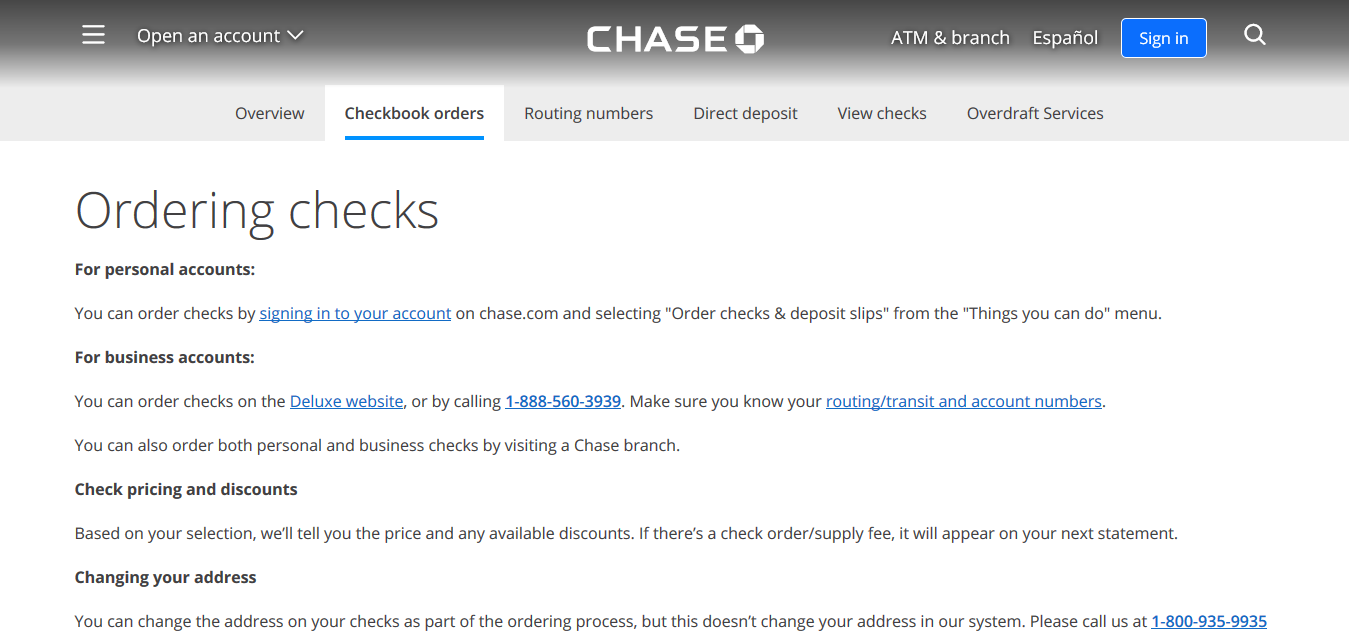 Open an account
CHASE
ATM & branch
Español
Sign in
Overview
Checkbook orders
Routing numbers
Direct deposit
View checks
Overdraft Services
Ordering checks
For personal accounts:
You can order checks by signing in to your account on chase.com and selecting "Order checks & deposit slips" from the "Things you can do" menu.
For business accounts:
You can order checks on the Deluxe website, or by calling 1-888-560-3939. Make sure you know your routing/transit and account numbers.
You can also order both personal and business checks by visiting a Chase branch.
Check pricing and discounts
Based on your selection, we’ll tell you the price and any available discounts. If there’s a check order/supply fee, it will appear on your next statement.
Changing your address
You can change the address on your checks as part of the ordering process, but this doesn’t change your address in our system. Please call us at 1-800-935-9935